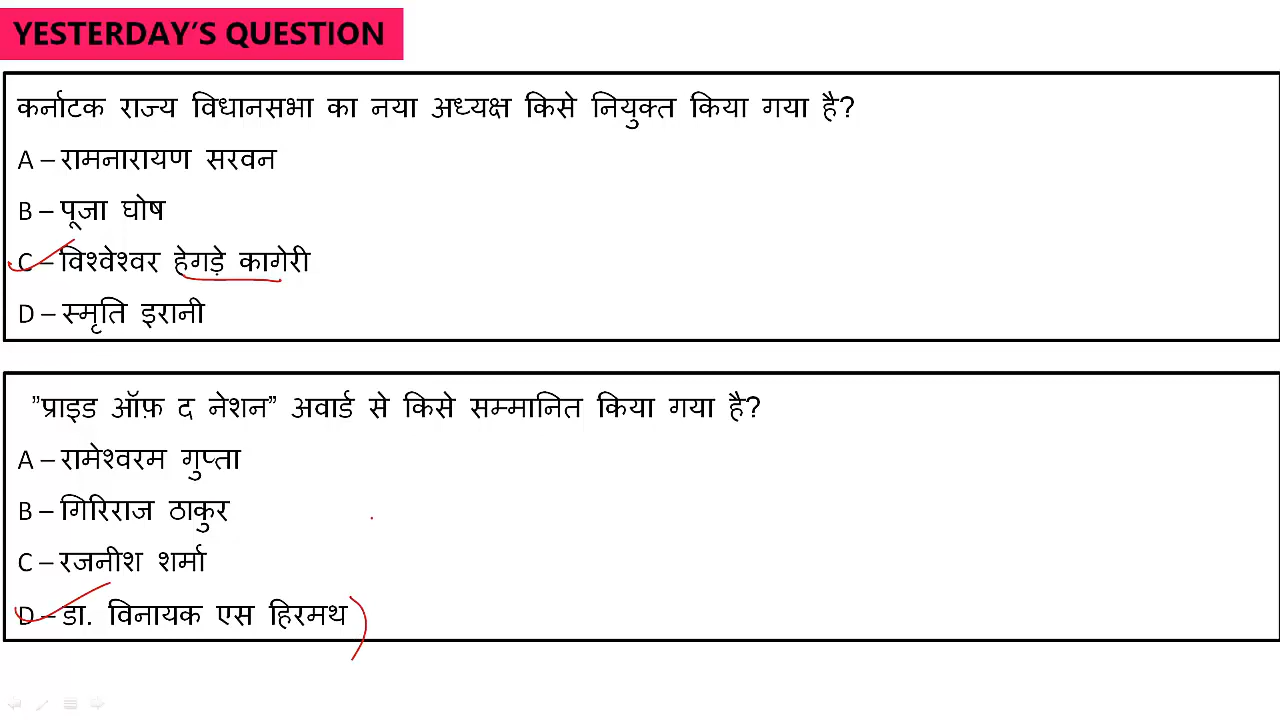 YESTERDAY’S QUESTION
कर्नाटक राज्य विधानसभा का नया अध्यक्ष किसे नियुक्त किया गया है?
A – रामनारायण सरवन
B – पूजा घोष
C – विश्वेश्वर हेगड़े कागेरी
D – स्मृति इरानी
”प्राइड ऑफ़ द नेशन” अवार्ड से किसे सम्मानित किया गया है?
A – रामेश्वरम गुप्ता
B – गिरिराज ठाकुर
C – रजनीश शर्मा
D – डा. विनायक एस हिरमथ